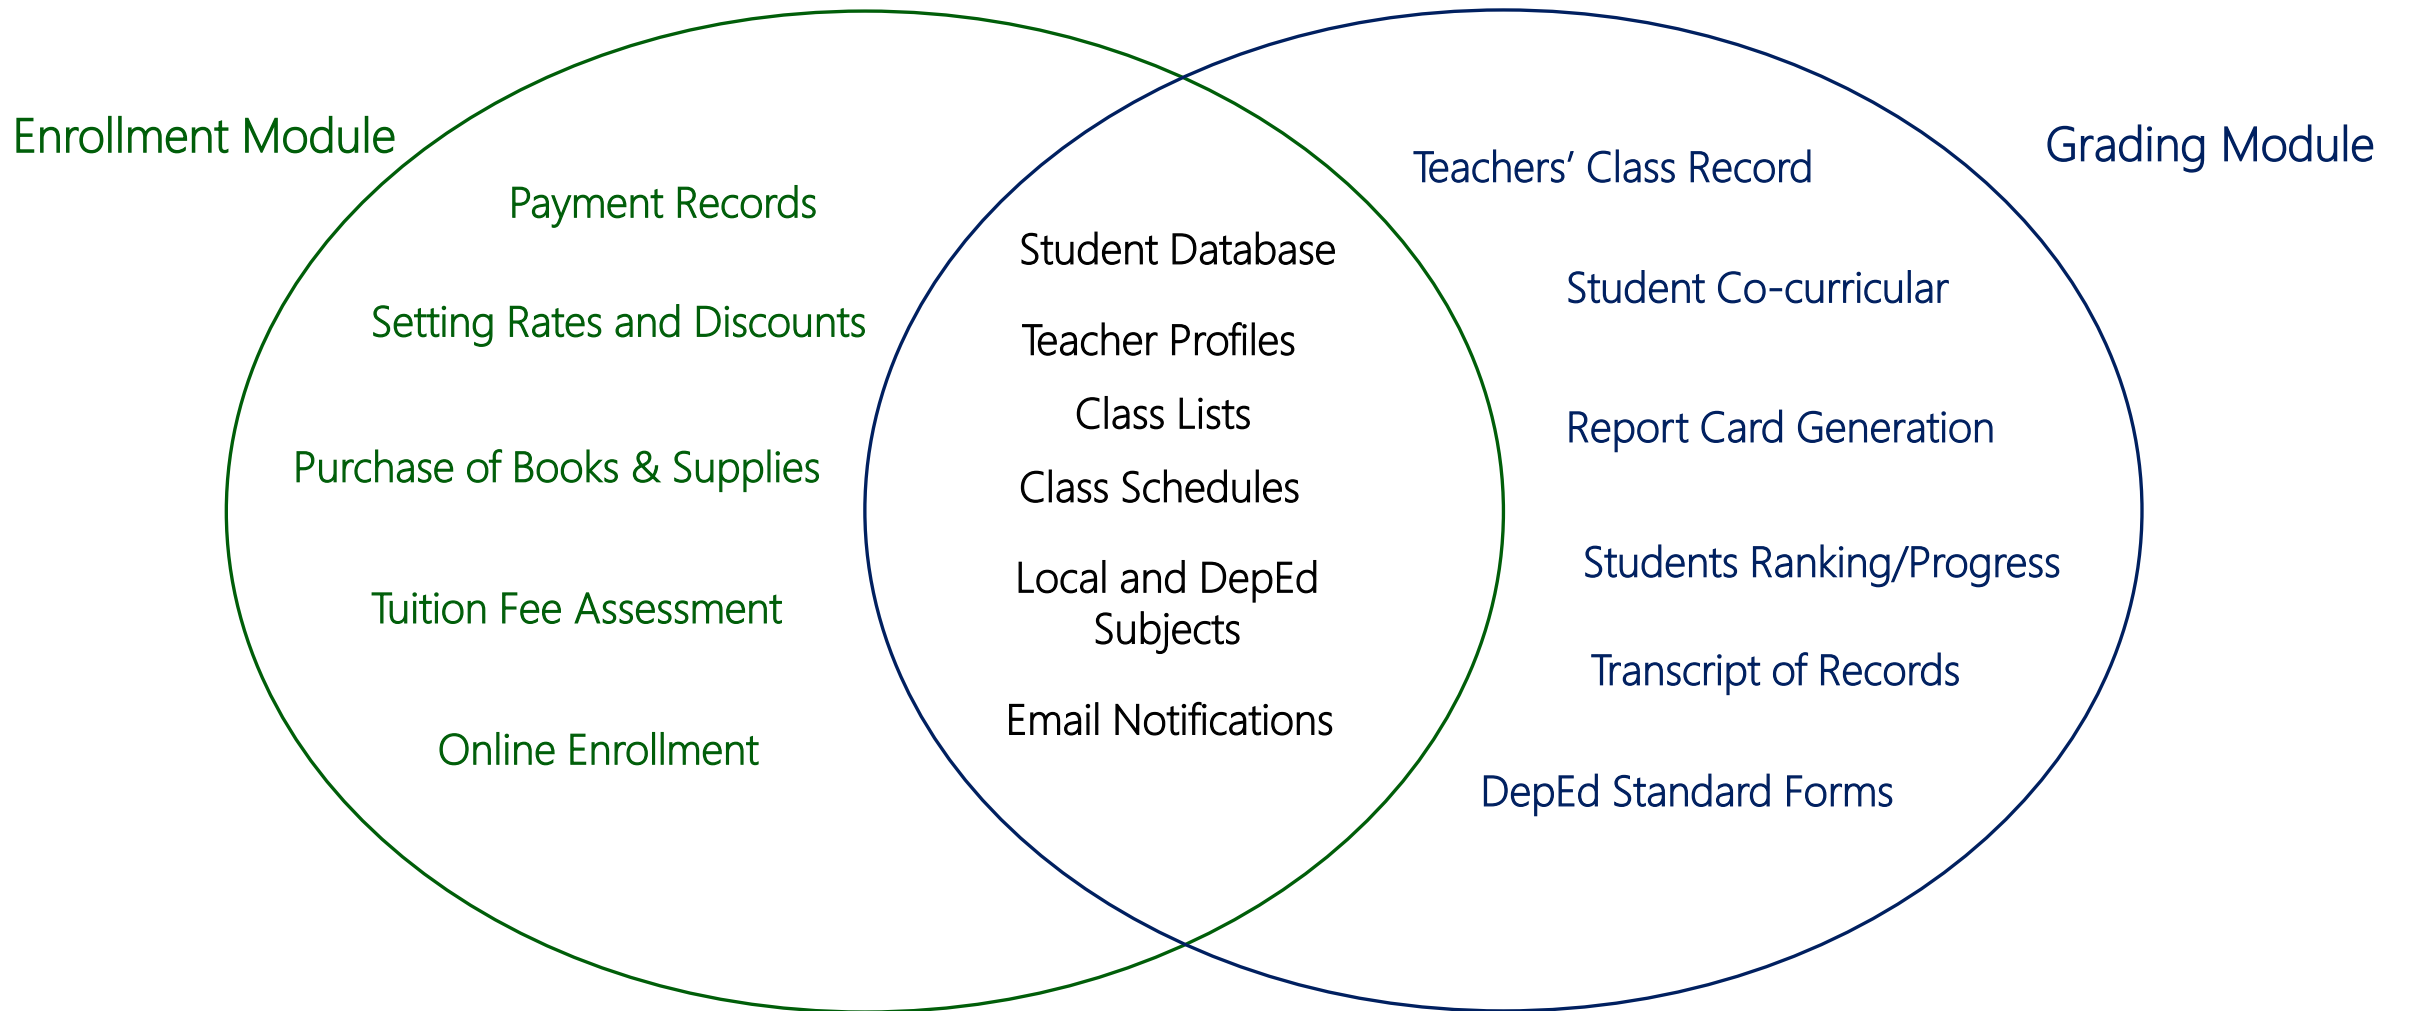 Enrollment Module
Payment Records
Setting Rates and Discounts
Purchase of Books & Supplies
Tuition Fee Assessment
Online Enrollment
Student Database
Teacher Profiles
Class Lists
Class Schedules
Local and DepEd
Subjects
Email Notifications
Grading Module
Teachers’ Class Record
Student Co-curricular
Report Card Generation
Students Ranking/Progress
Transcript of Records
DepEd Standard Forms